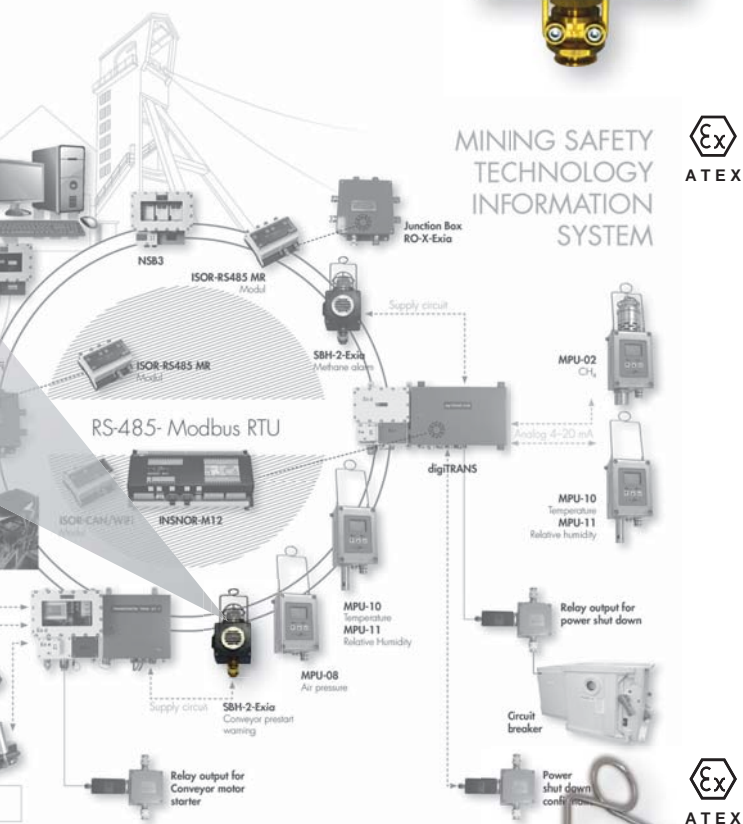 Ex
ATEX
MINING SAFETY
TECHNOLOGY
INFORMATION
SYSTEM
Junction Box
RO-X-Exia
NSB3
ISOR-RS485 MR
Modul
Supply circuit
SBH-2-Exia
Methane alarm
ISOR-RS485 MR
Modul
MPU-02
CH₄
RS-485- Modbus RTU
Analog 4–20 mA
digiTRANS
ISOR-CAN/WiFi
Modul
INSNOR-M12
MPU-10
Temperature
MPU-11
Relative humidity
MPU-10
Temperature
MPU-11
Relative Humidity
Relay output for
power shut down
MPU-08
Air pressure
Supply circuit
SBH-2-Exia
Conveyor prestart
warning
Circuit
breaker
Relay output for
Conveyor motor
starter
Power
shut down
Ex
ATEX